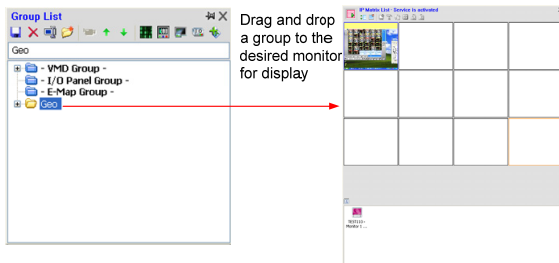 Group List
Geo
- VMD Group -
- I/O Panel Group -
- E-Map Group -
Geo
Drag and drop
a group to the
desired monitor
for display
IP Matrix List - Service is activated
Monitor 1 ...